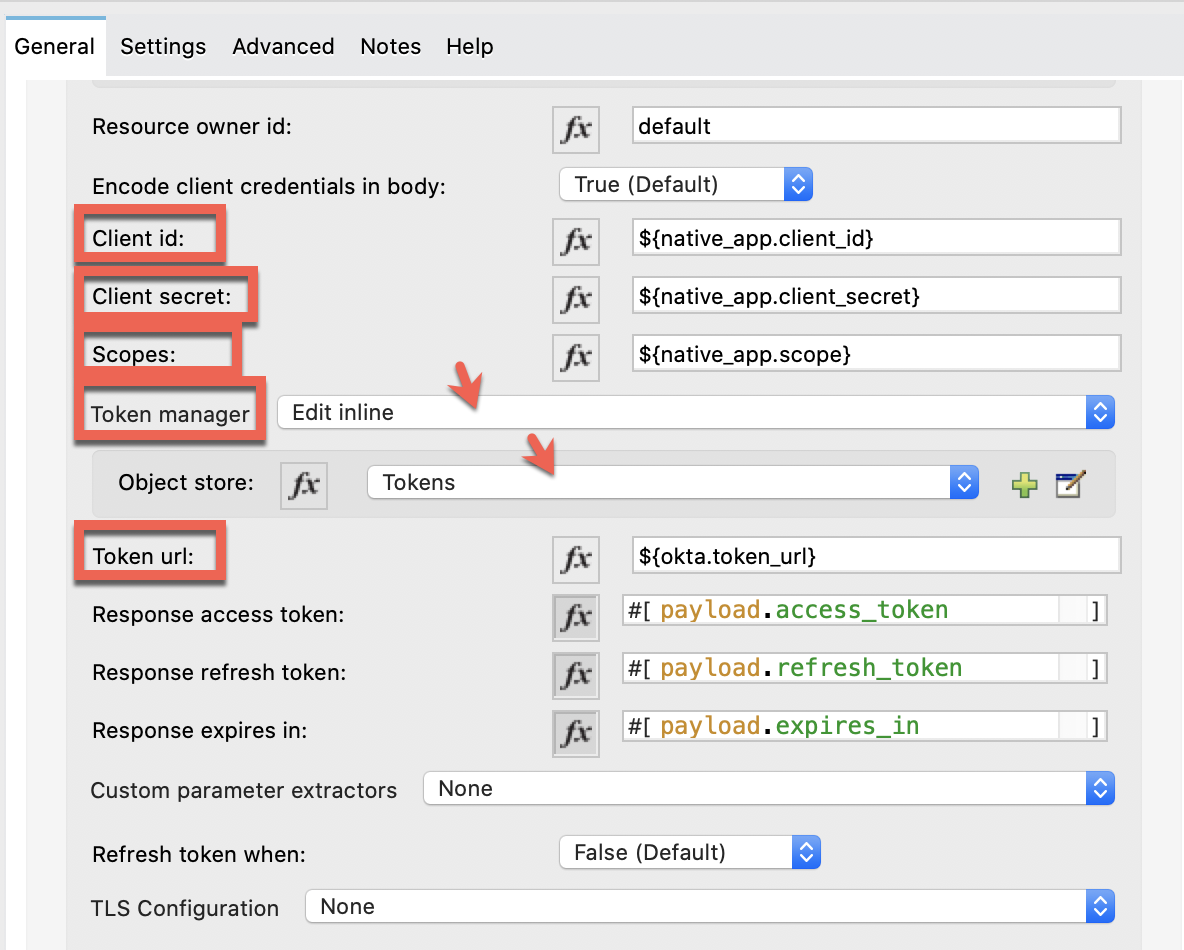 General Settings Advanced Notes Help
Resource owner id: fx default
Encode client credentials in body: True (Default)
Client id: fx ${native_app.client_id}
Client secret: fx ${native_app.client_secret}
Scopes: fx ${native_app.scope}
Token manager Edit inline
Object store: fx Tokens
Token url: fx ${okta.token_url}
Response access token: fx #[ payload.access_token ]
Response refresh token: fx #[ payload.refresh_token ]
Response expires in: fx #[ payload.expires_in ]
Custom parameter extractors None
Refresh token when: False (Default)
TLS Configuration None